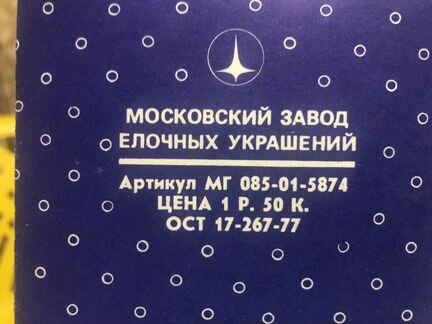 МОСКОВСКИЙ ЗАВОД
ЕЛОЧНЫХ УКРАШЕНИЙ
Артикул МГ 085-01-5874
ЦЕНА 1 Р. 50 К.
ОСТ 17-267-77